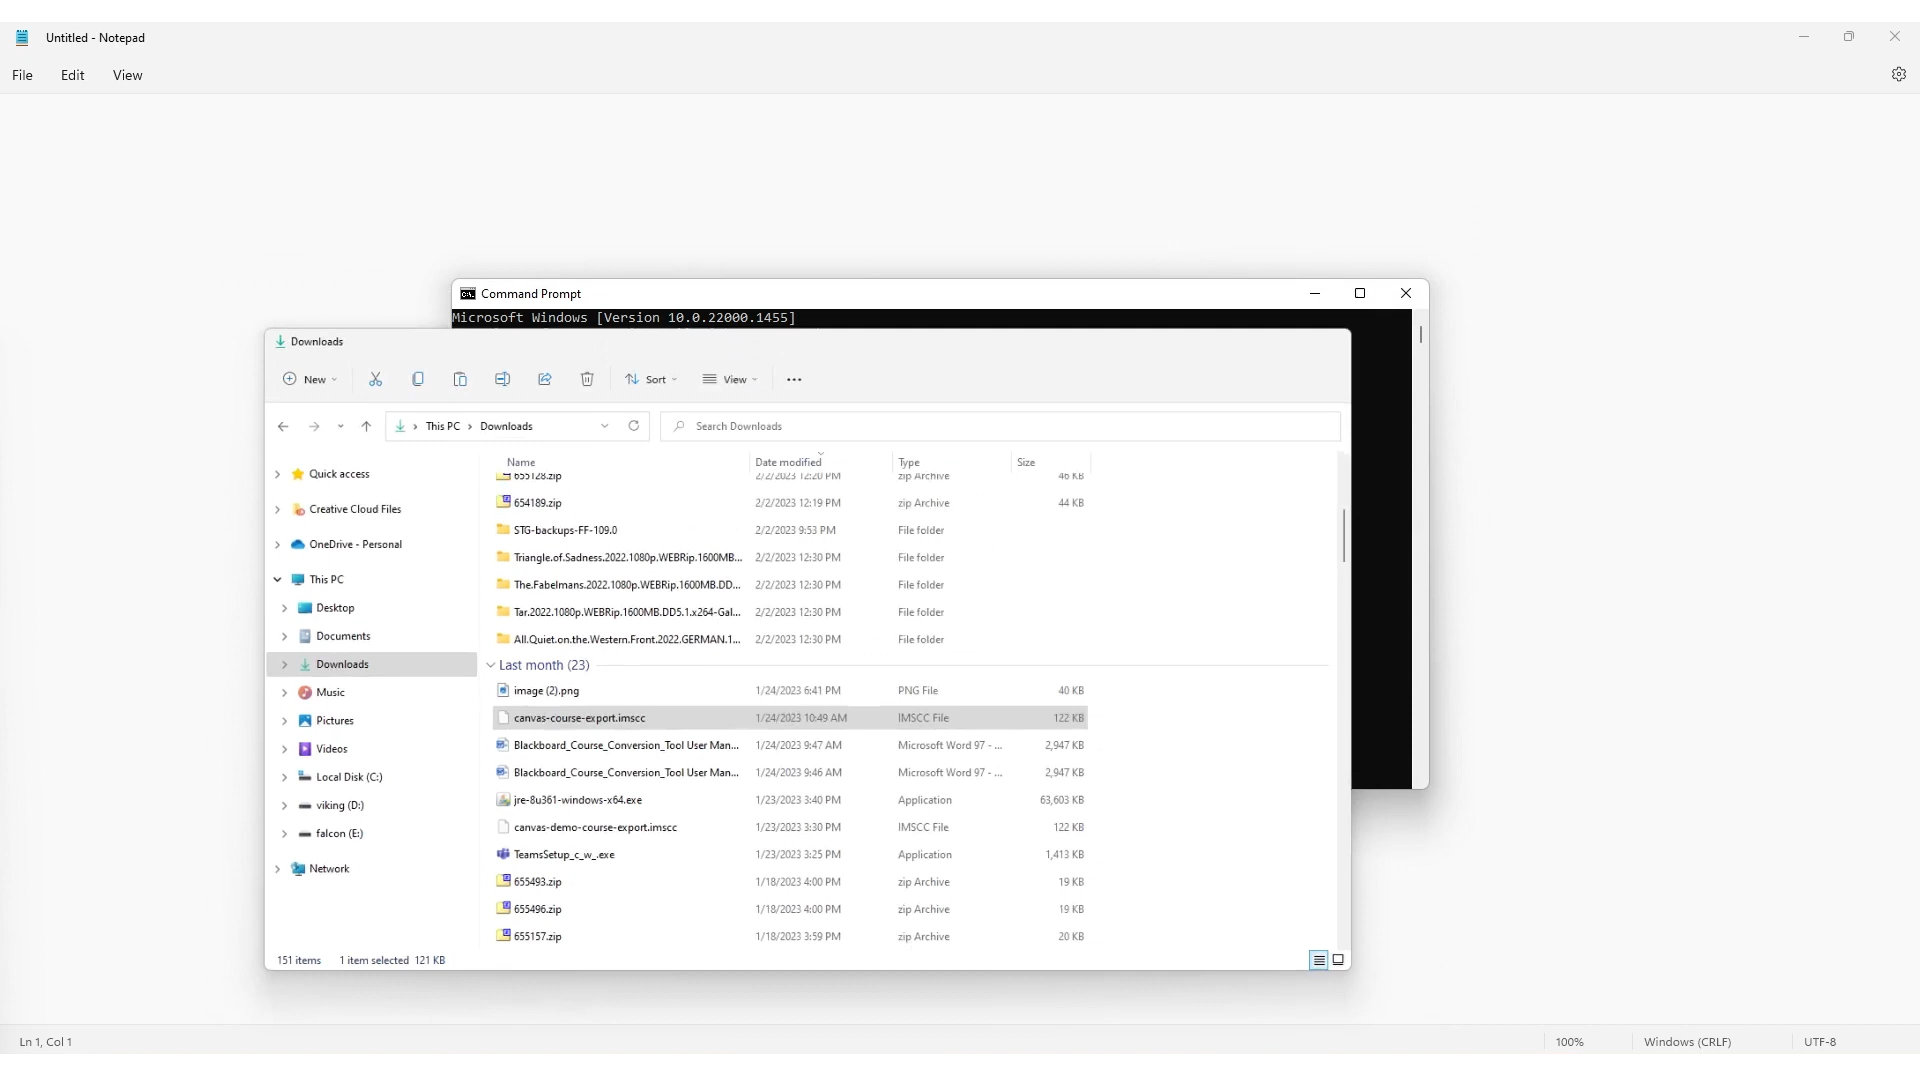 Untitled - Notepad
File Edit View
Command Prompt
Microsoft Windows [Version 10.0.22000.1455]
Downloads
New Sort View
This PC > Downloads Search Downloads
Name Date modified Type Size
Quick access
Creative Cloud Files
OneDrive - Personal
This PC
Desktop
Documents
Downloads
Music
Pictures
Videos
Local Disk (C:)
viking (D:)
falcon (E:)
Network
655128.zip 2/2/2023 12:20 PM zip Archive 46 KB
654189.zip 2/2/2023 12:19 PM zip Archive 44 KB
STG-backups-FF-109.0 2/2/2023 9:53 PM File folder
Triangle.of.Sadness.2022.1080p.WEBRip.1600MB... 2/2/2023 12:30 PM File folder
The.Fabelmans.2022.1080p.WEBRip.1600MB.DD... 2/2/2023 12:30 PM File folder
Tar.2022.1080p.WEBRip.1600MB.DD5.1.x264-Gal... 2/2/2023 12:30 PM File folder
All.Quiet.on.the.Western.Front.2022.GERMAN.1... 2/2/2023 12:30 PM File folder
Last month (23)
image (2).png 1/24/2023 6:41 PM PNG File 40 KB
canvas-course-export.imscc 1/24/2023 10:49 AM IMSCC File 122 KB
Blackboard_Course_Conversion_Tool User Man... 1/24/2023 9:47 AM Microsoft Word 97 - ... 2,947 KB
Blackboard_Course_Conversion_Tool User Man... 1/24/2023 9:46 AM Microsoft Word 97 - ... 2,947 KB
jre-8u361-windows-x64.exe 1/23/2023 3:40 PM Application 63,603 KB
canvas-demo-course-export.imscc 1/23/2023 3:30 PM IMSCC File 122 KB
TeamsSetup_c_w_.exe 1/23/2023 3:25 PM Application 1,413 KB
655493.zip 1/18/2023 4:00 PM zip Archive 19 KB
655496.zip 1/18/2023 4:00 PM zip Archive 19 KB
655157.zip 1/18/2023 3:59 PM zip Archive 20 KB
151 items 1 item selected 121 KB
Ln 1, Col 1 100% Windows (CRLF) UTF-8